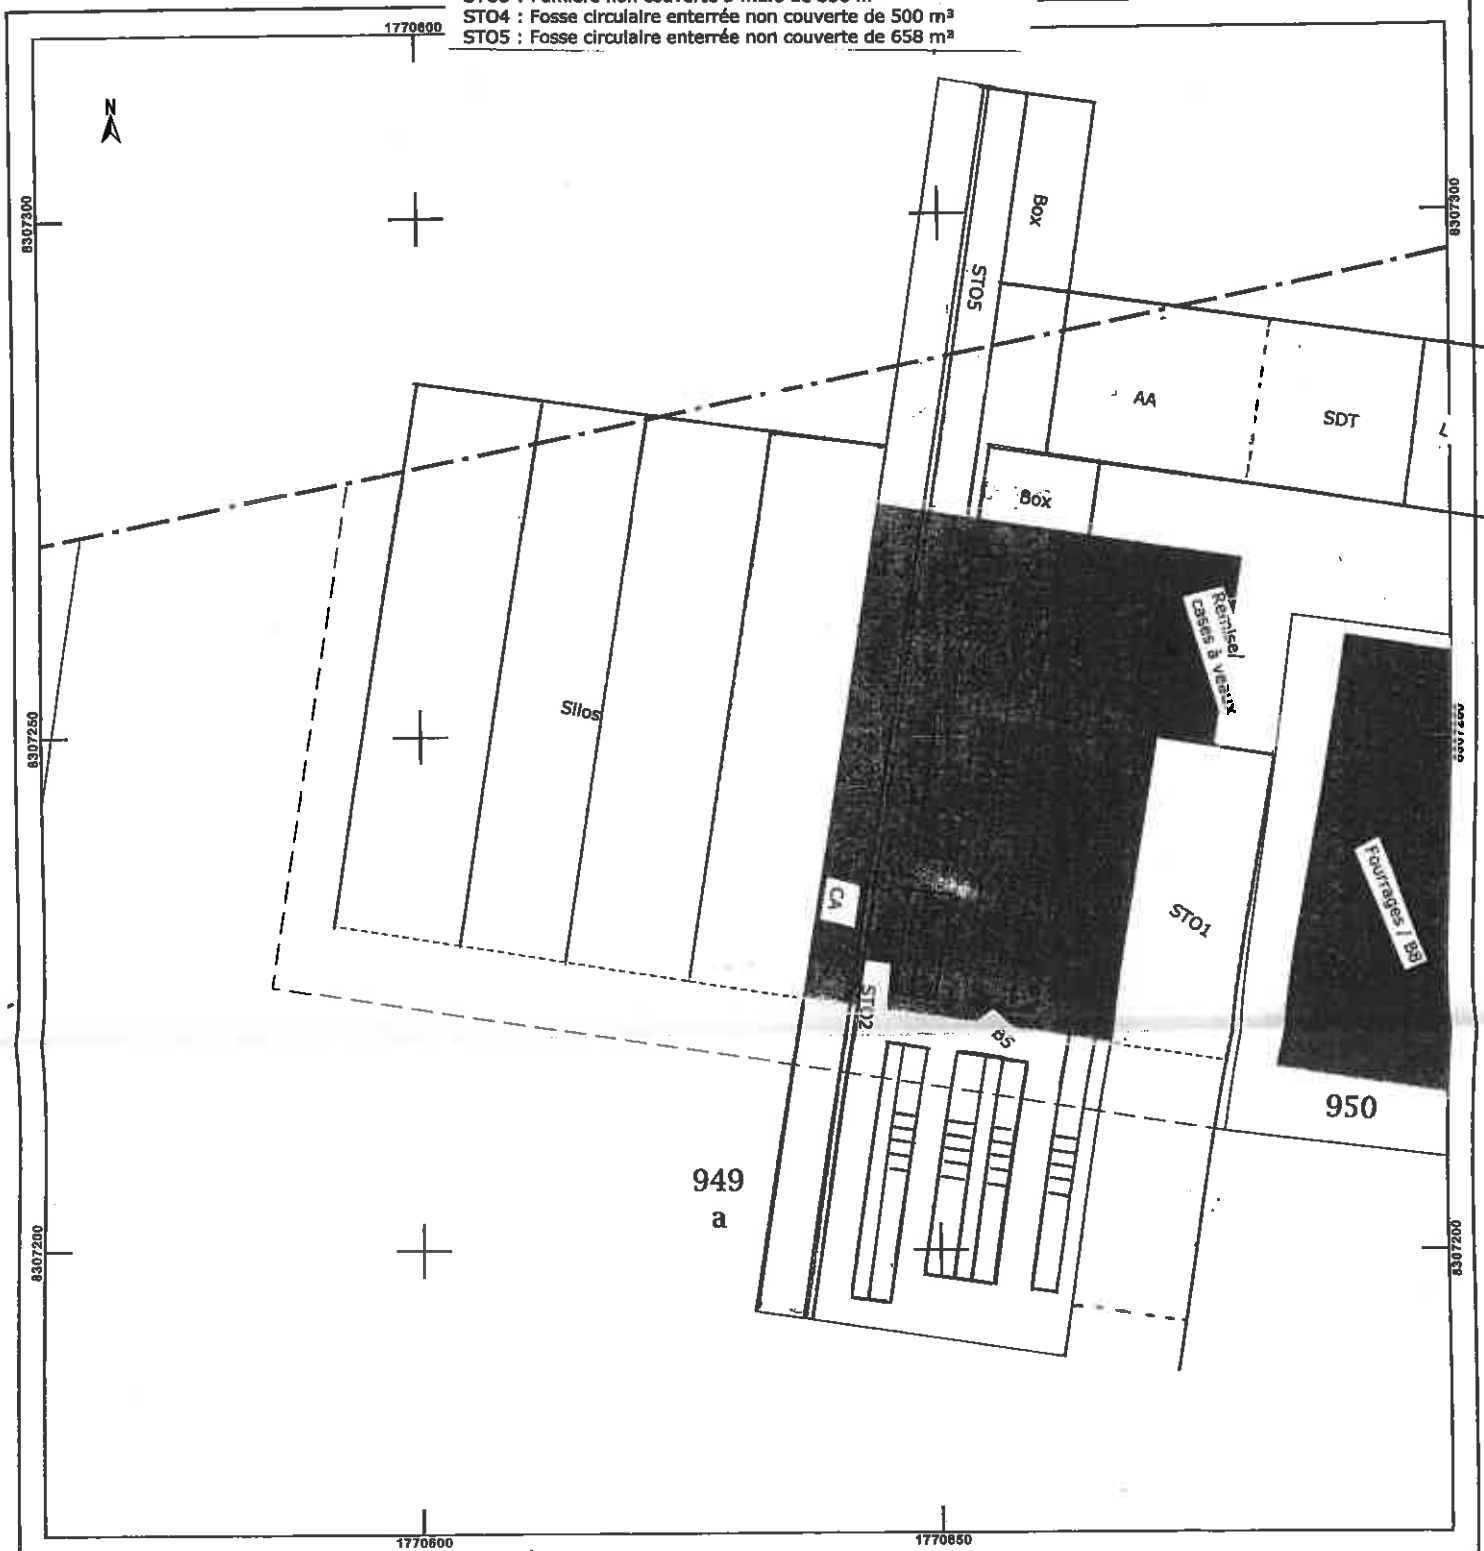 STO4 : Fosse circulaire enterrée non couverte de 500 m³
STO5 : Fosse circulaire enterrée non couverte de 658 m³
1770600
N
8307300
8307300
Box
STO5
AA
SDT
L
Box
Remise/
cases à veaux
Silos
8307250
8307250
CA
STO1
Fourrages / BB
STO2
BS
950
949
a
8307200
8307200
1770600
1770650